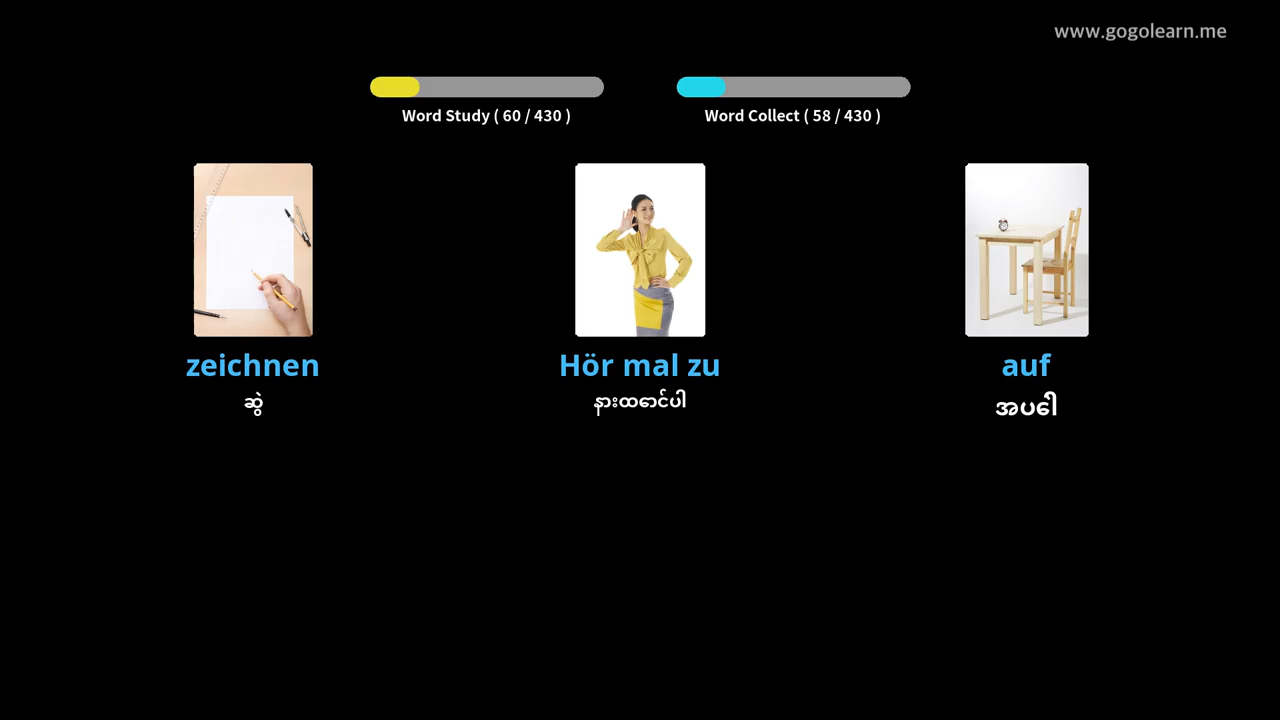 www.gogolearn.me
Word Study ( 60 / 430 )
Word Collect ( 58 / 430 )
zeichnen
ဆွဲ
Hör mal zu
နားထောင်ပါ
auf
အပေါ်